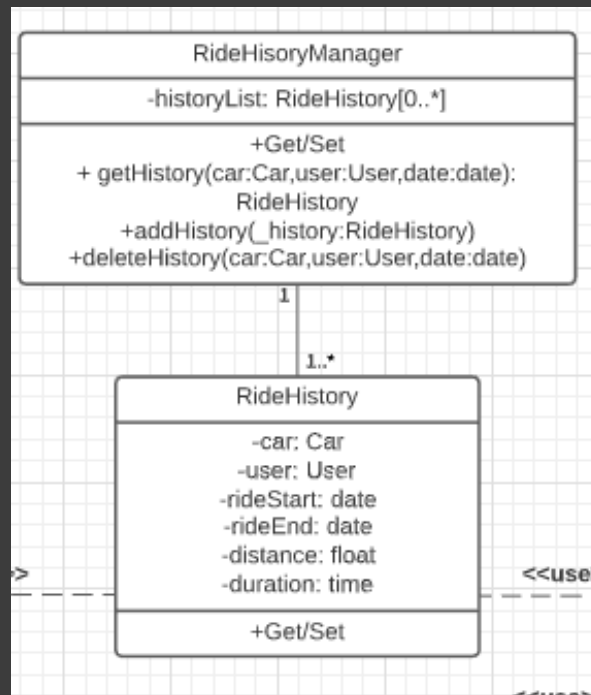 RideHisoryManager
-historyList: RideHistory[0..*]
+Get/Set
+ getHistory(car:Car,user:User,date:date):
RideHistory
+addHistory(_history:RideHistory)
+deleteHistory(car:Car,user:User,date:date)
1
1..*
RideHistory
-car: Car
-user: User
-rideStart: date
-rideEnd: date
-distance: float
-duration: time
>
<<use
+Get/Set